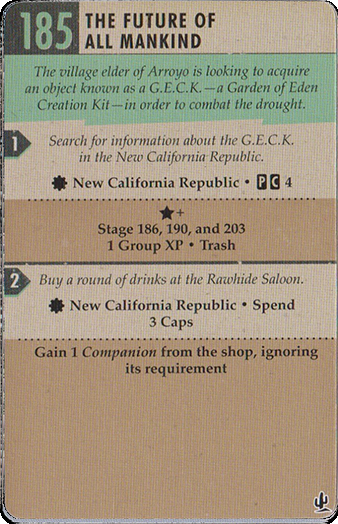 185 THE FUTURE OF
ALL MANKIND
The village elder of Arroyo is looking to acquire
an object known as a G.E.C.K.—a Garden of Eden
Creation Kit—in order to combat the drought.
1 Search for information about the G.E.C.K.
in the New California Republic.
New California Republic • P C 4
+
Stage 186, 190, and 203
1 Group XP • Trash
2 Buy a round of drinks at the Rawhide Saloon.
New California Republic • Spend
3 Caps
Gain 1 Companion from the shop, ignoring
its requirement